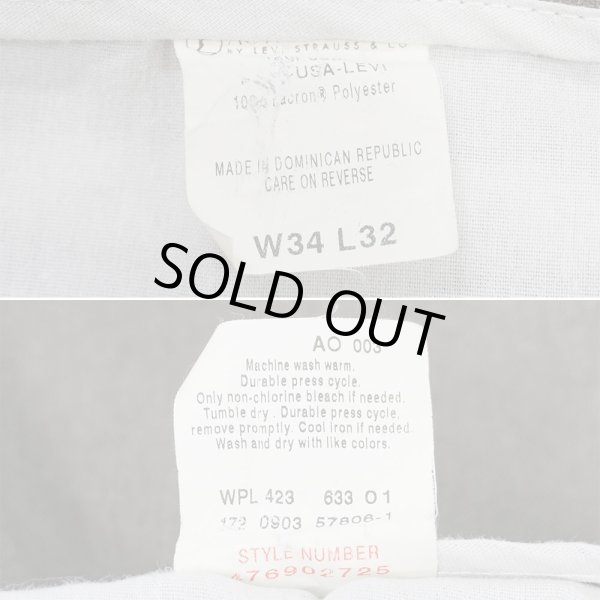 BY LEVI STRAUSS & CO
USA-LEVI
Polyester
MADE IN DOMINICAN REPUBLIC
CARE ON REVERSE
W34 L32
SOLD OUT
AO 003
Machine wash warm.
Durable press cycle.
Only non-chlorine bleach if needed.
Tumble dry. Durable press cycle,
remove promptly. Cool iron if needed.
Wash and dry with like colors.
WPL 423 633 01
172 0903 57806-1
STYLE NUMBER
476902725